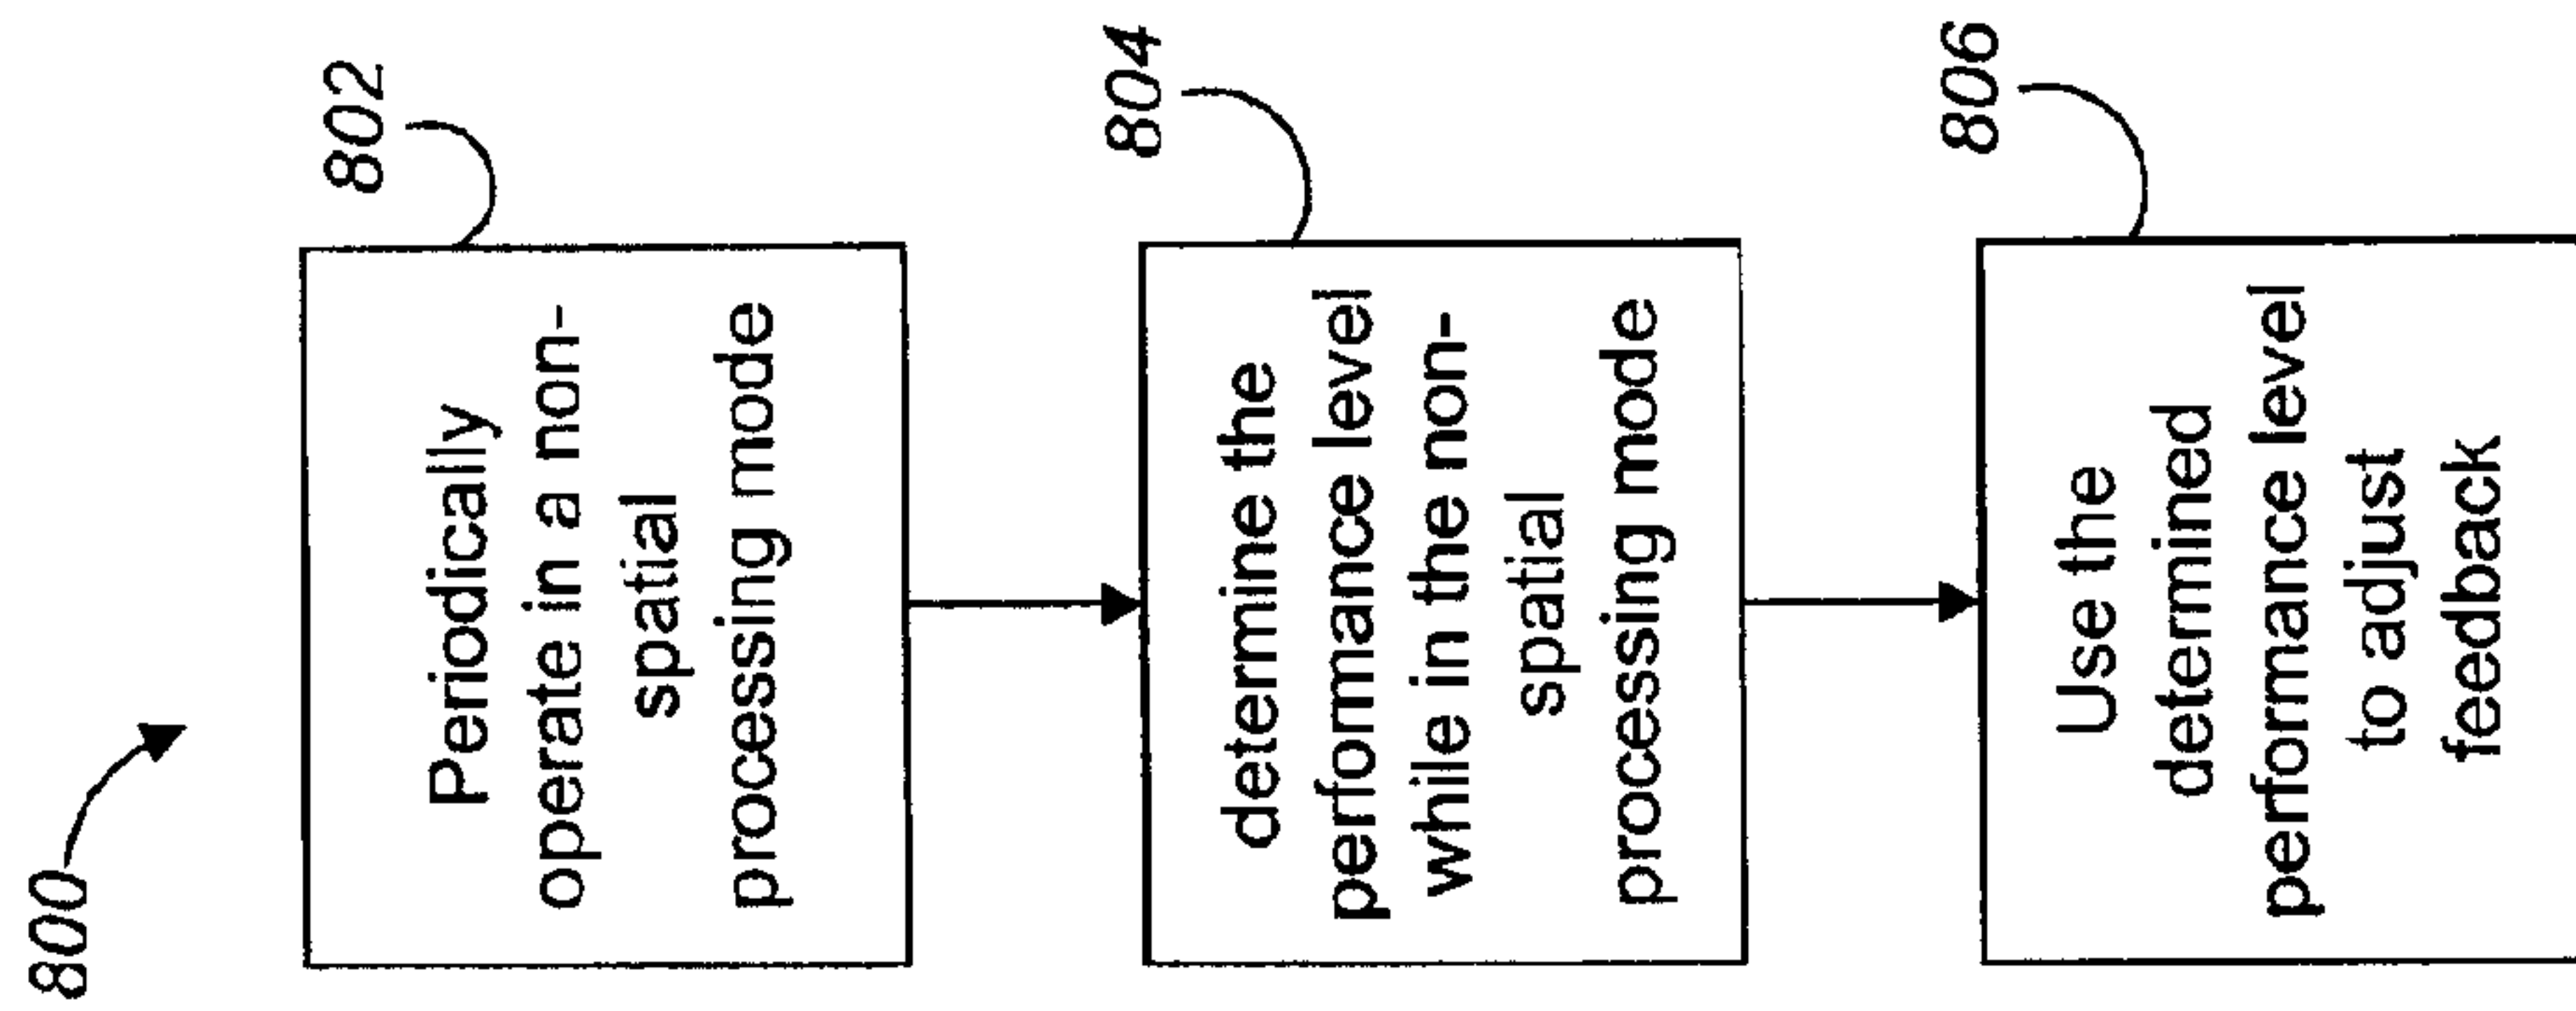 800
802
Periodically
operate in a non-
spatial
processing mode
804
determine the
performance level
while in the non-
spatial
processing mode
806
Use the
determined
performance level
to adjust
feedback